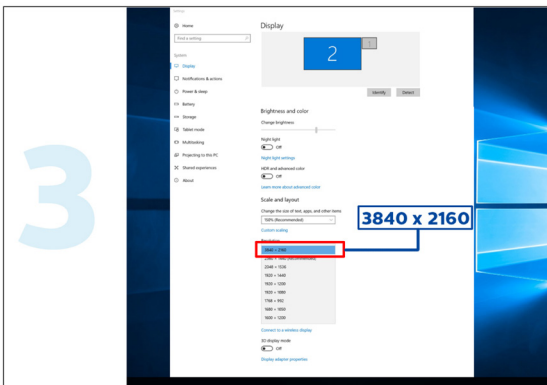 Settings
Home
Display
Find a setting
2
1
System
Display
Notifications & actions
Power & sleep
Identify
Detect
Battery
Brightness and color
Storage
Change brightness
Tablet mode
Night light
Multitasking
Off
Projecting to this PC
Night light settings
Shared experiences
HDR and advanced color
Off
About
Learn more about advanced color
3
Scale and layout
Change the size of text, apps, and other items
150% (Recommended)
3840 x 2160
Custom scaling
Resolution
3840 × 2160
2048 × 1536
1920 × 1440
1920 × 1200
1920 × 1080
1768 × 992
1680 × 1050
1600 × 1200
Connect to a wireless display
3D display mode
Off
Display adapter properties